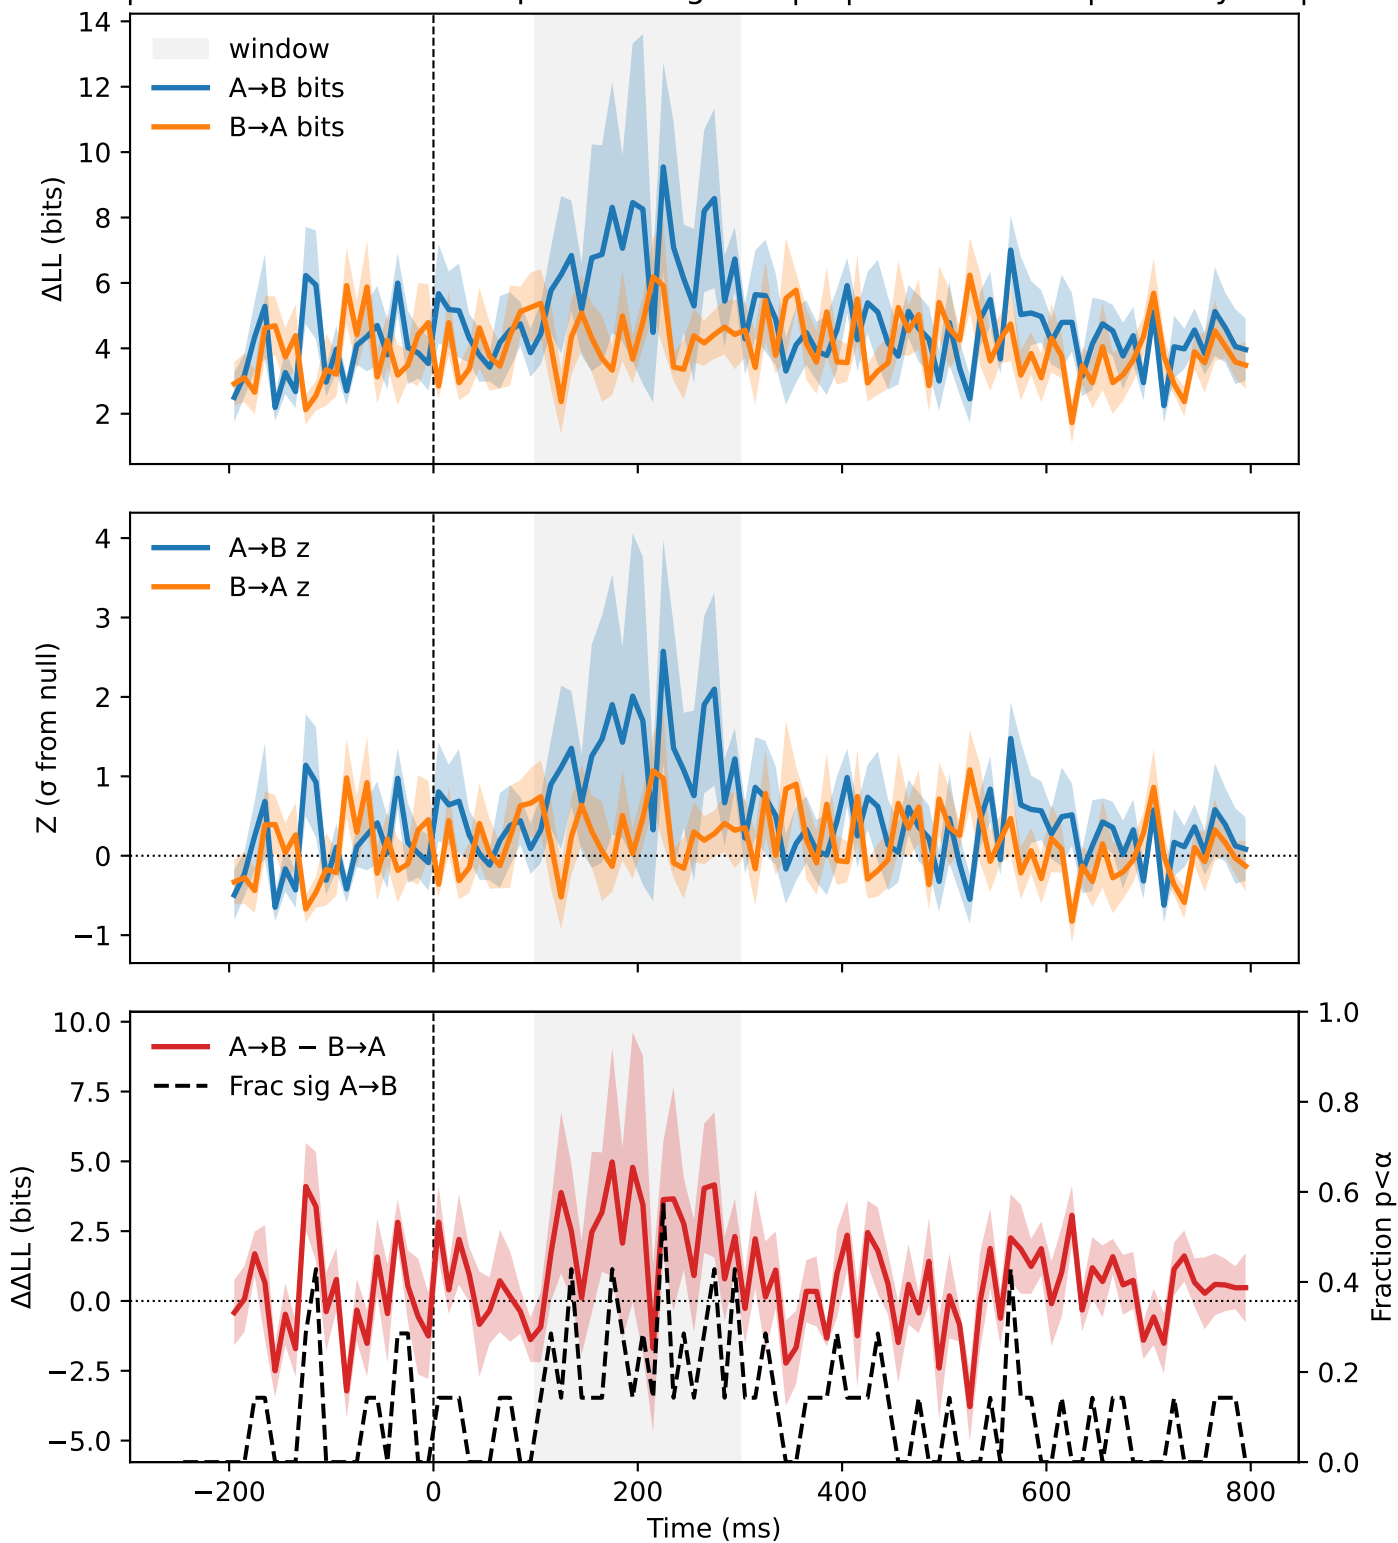 14
12
10
8
6
4
2
ΔLL (bits)
window
A→B bits
B→A bits
4
3
2
1
0
−1
Z (σ from null)
A→B z
B→A z
10.0
7.5
5.0
2.5
0.0
−2.5
−5.0
ΔΔLL (bits)
A→B − B→A
Frac sig A→B
1.0
0.8
0.6
0.4
0.2
0.0
Fraction p<α
−200 0 200 400 600 800
Time (ms)